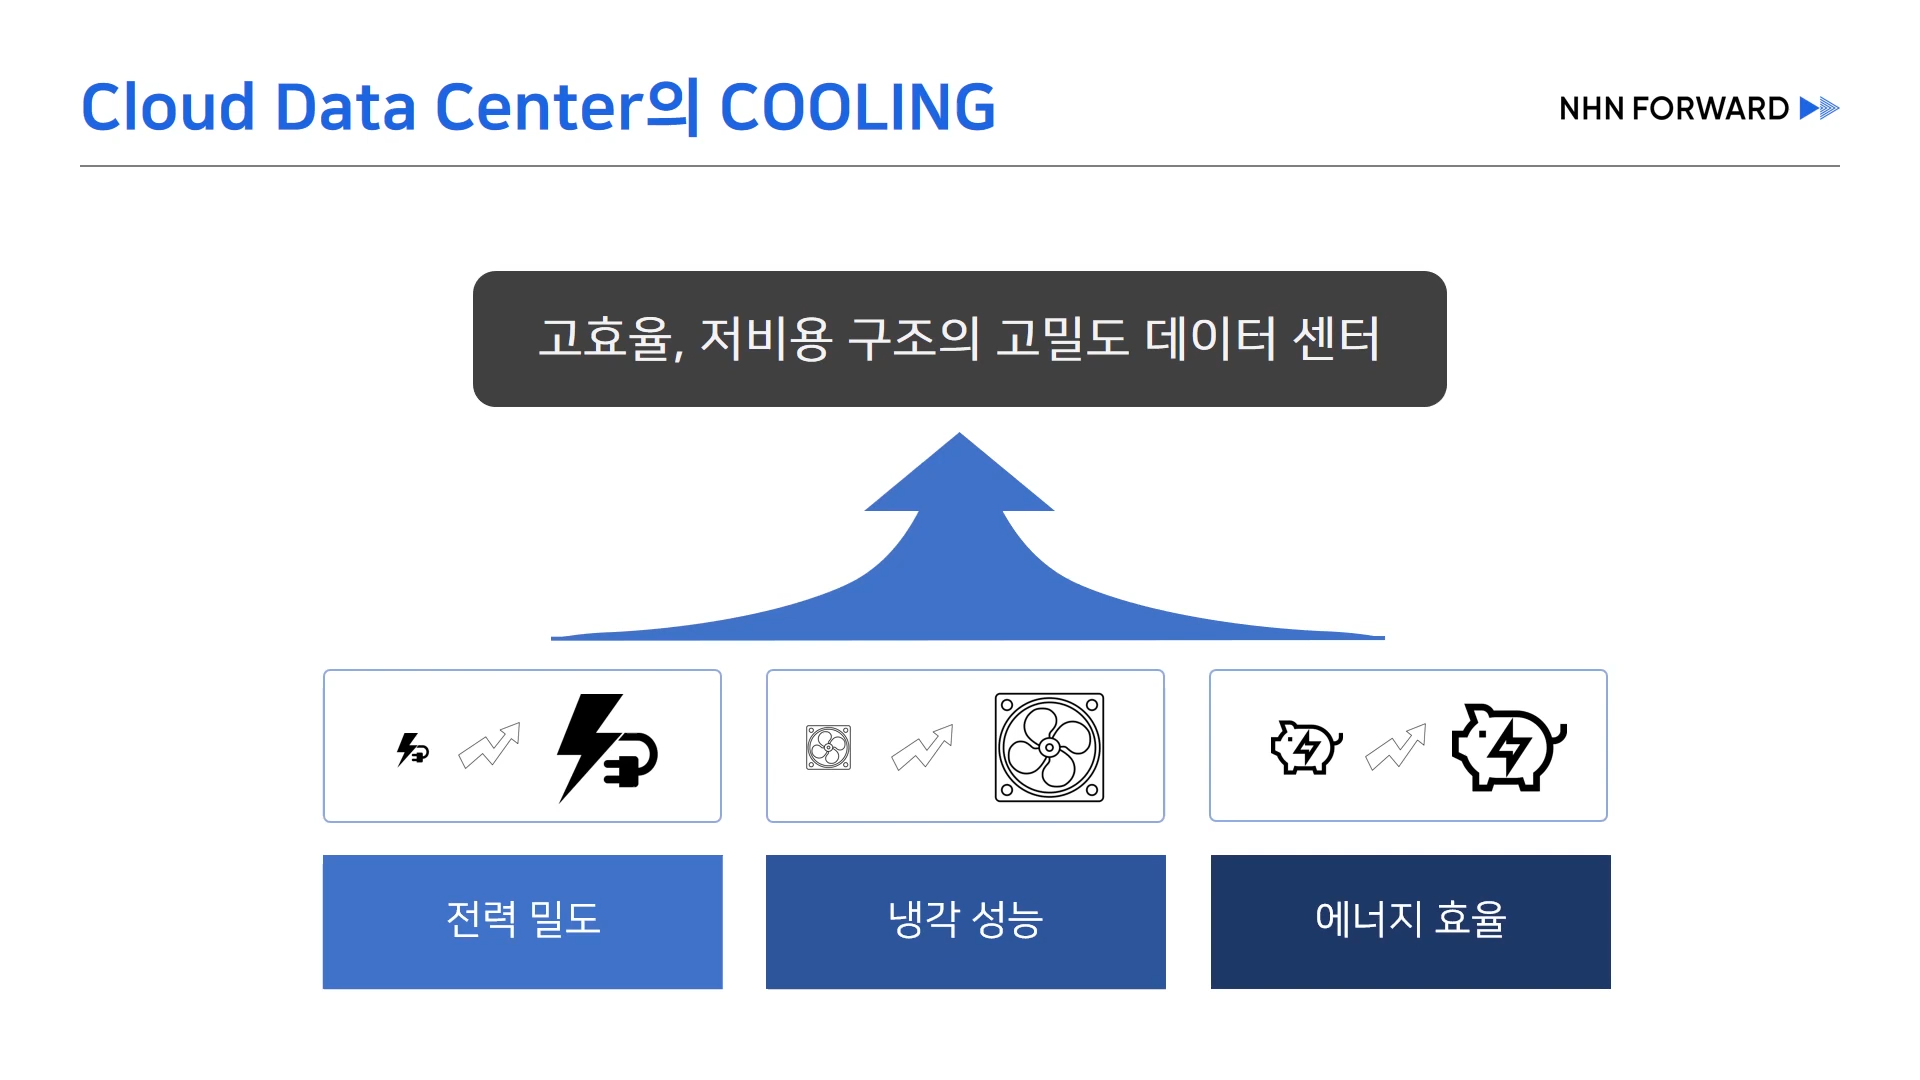 Cloud Data Center의 COOLING
NHN FORWARD
고효율, 저비용 구조의 고밀도 데이터 센터
전력 밀도
냉각 성능
에너지 효율